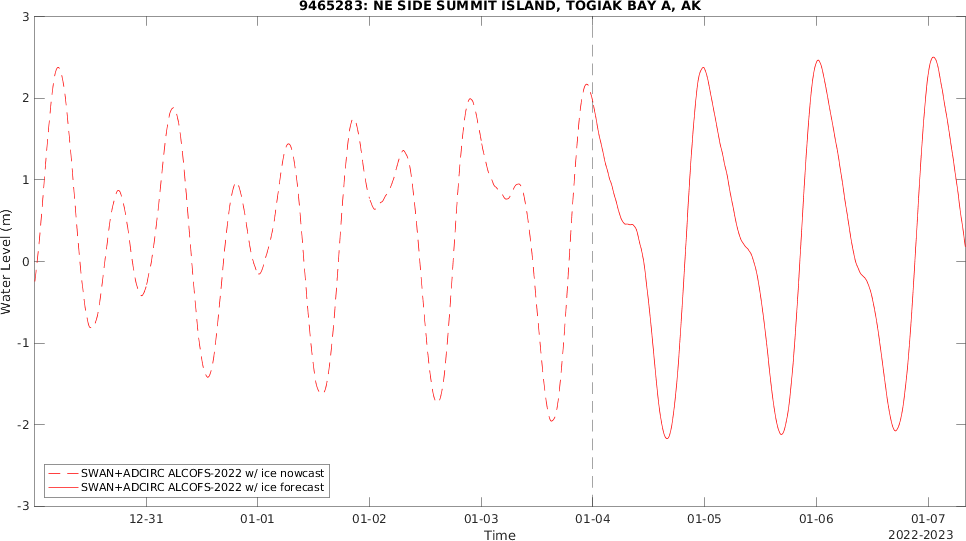 9465283: NE SIDE SUMMIT ISLAND, TOGIAK BAY A, AK
3
2
1
0
-1
-2
-3
Water Level (m)
SWAN+ADCIRC ALCOFS-2022 w/ ice nowcast
SWAN+ADCIRC ALCOFS-2022 w/ ice forecast
12-31 01-01 01-02 01-03 01-04 01-05 01-06 01-07
Time
2022-2023